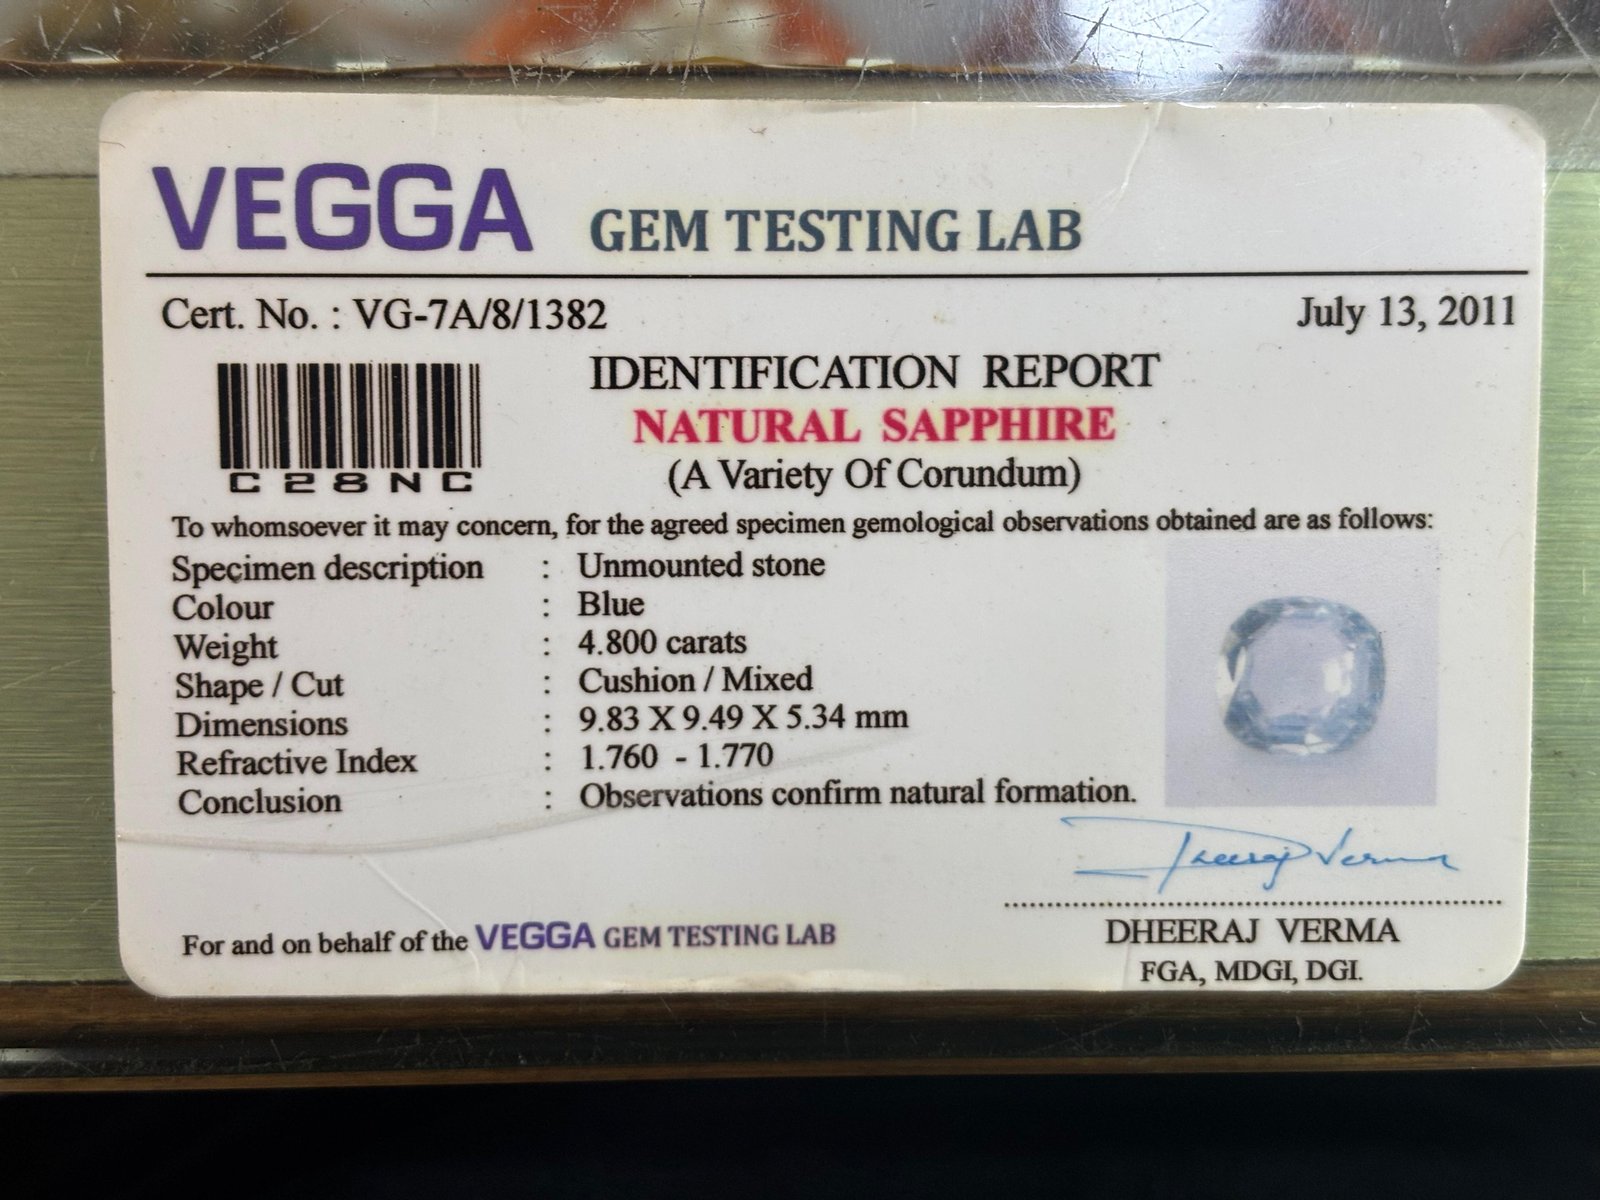 VEGGA GEM TESTING LAB
Cert. No. : VG-7A/8/1382 July 13, 2011
IDENTIFICATION REPORT
NATURAL SAPPHIRE
(A Variety Of Corundum)
C28NC
To whomsoever it may concern, for the agreed specimen gemological observations obtained are as follows:
Specimen description : Unmounted stone
Colour : Blue
Weight : 4.800 carats
Shape / Cut : Cushion / Mixed
Dimensions : 9.83 X 9.49 X 5.34 mm
Refractive Index : 1.760 - 1.770
Conclusion : Observations confirm natural formation.
Dheeraj Verma
For and on behalf of the VEGGA GEM TESTING LAB
DHEERAJ VERMA
FGA, MDGI, DGI.